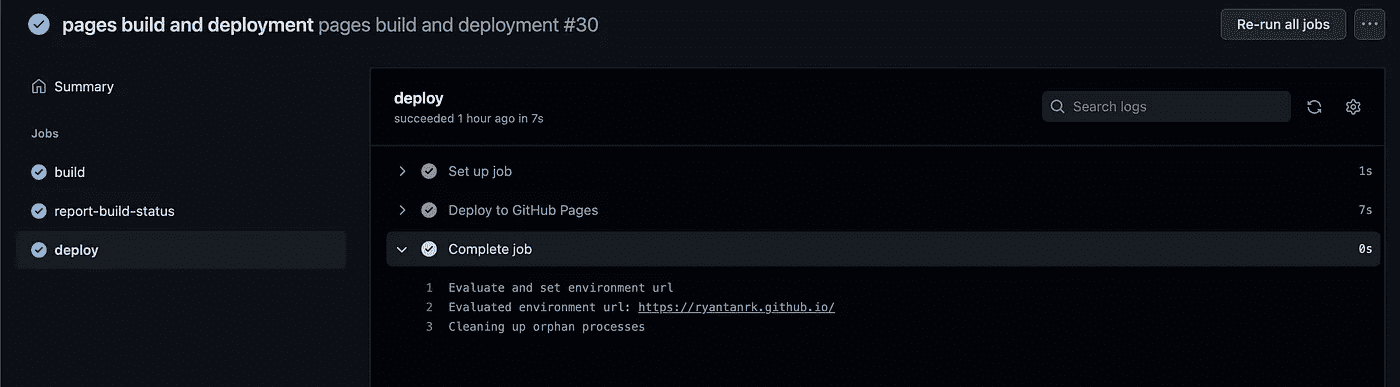 pages build and deployment pages build and deployment #30
Re-run all jobs
Summary
Jobs
build
report-build-status
deploy
deploy
succeeded 1 hour ago in 7s
Search logs
Set up job 1s
Deploy to GitHub Pages 7s
Complete job 0s
1 Evaluate and set environment url
2 Evaluated environment url: https://ryantanrk.github.io/
3 Cleaning up orphan processes